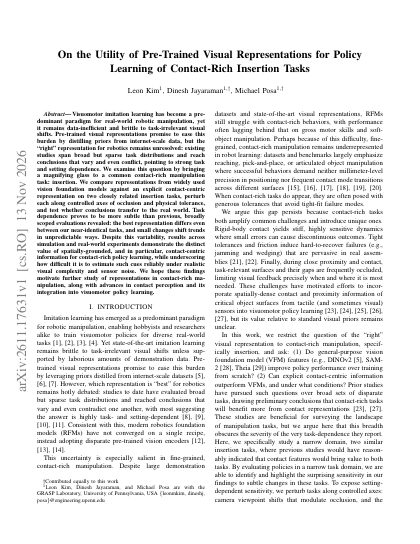 On the Utility of Pre-Trained Visual Representations for Policy
Learning of Contact-Rich Insertion Tasks
Leon Kim¹, Dinesh Jayaraman¹,†, Michael Posa¹,†
Abstract—Visuomotor imitation learning has become a pre-
dominant paradigm for real-world robotic manipulation, yet
it remains data-inefficient and brittle to task-irrelevant visual
shifts. Pre-trained visual representations promise to ease this
burden by distilling priors from internet-scale data, but the
"right" representation for robotics remains unresolved: existing
studies span broad but sparse task distributions and reach
conclusions that vary and even conflict, pointing to strong task
and setting dependence. We examine this question by bringing
a magnifying glass to a common contact-rich manipulation task:
insertion. We compare representations from widely used
vision foundation models against an explicit contact-centric
representation on two closely related insertion tasks, perturb
each along controlled axes of occlusion and physical tolerance,
and test whether conclusions transfer to the real world. Task
dependence proves to be more subtle than previous, broadly
scoped evaluations revealed: the best representation differs even
between our near-identical tasks, and small changes shift trends
in unpredictable ways. Despite this variability, results across
simulation and real-world experiments demonstrate the distinct
value of spatially-grounded, and in particular, contact-centric
information for contact-rich policy learning, while underscoring
how difficult it is to estimate such cues reliably under realistic
visual complexity and sensor noise. We hope these findings
motivate further study of representations in contact-rich ma-
nipulation, along with advances in contact perception and its
integration into visuomotor policy learning.
I. INTRODUCTION
Imitation learning has emerged as a predominant paradigm
for robotic manipulation, enabling hobbyists and researchers
alike to train visuomotor policies for diverse real-world
tasks [1], [2], [3], [4]. Yet state-of-the-art imitation learning
remains brittle to task-irrelevant visual shifts unless sup-
ported by laborious amounts of demonstration data. Pre-
trained visual representations promise to ease this burden by
leveraging priors distilled from internet-scale datasets [5],
[6], [7]. However, which representation is "best" for robotics
remains hotly debated: studies to date have evaluated broad
but sparse task distributions and reached conclusions that
vary and even contradict one another, with most suggesting
the answer is highly task- and setting-dependent [8], [9],
[10], [11]. Consistent with this, modern robotics foundation
models (RFMs) have not converged on a single recipe,
instead adopting disparate pre-trained vision encoders [12],
[13], [14].
This uncertainty is especially salient in fine-grained,
contact-rich manipulation. Despite large demonstration
†Contributed equally to this work
¹Leon Kim, Dinesh Jayaraman, and Michael Posa are with the
GRASP Laboratory, University of Pennsylvania, USA {leonmkim, dineshj,
posa}@engineering.upenn.edu
datasets and state-of-the-art visual representations, RFMs
still struggle with contact-rich behaviors, with performance
often lagging behind that on gross motor skills and soft-
object manipulation. Perhaps because of this difficulty, fine-
grained, contact-rich manipulation remains underrepresented
in robot learning: datasets and benchmarks largely emphasize
reaching, pick-and-place, or articulated object manipulation
where successful behaviors demand neither millimeter-level
precision in positioning nor frequent contact mode transitions
across different surfaces [15], [16], [17], [18], [19], [20].
When contact-rich tasks do appear, they are often posed with
generous tolerances that avoid tight-fit failure modes.
We argue this gap persists because contact-rich tasks
both amplify common challenges and introduce unique ones.
Rigid-body contact yields stiff, highly sensitive dynamics
where small errors can cause discontinuous outcomes. Tight
tolerances and friction induce hard-to-recover failures (e.g.,
jamming and wedging) that are pervasive in real assem-
blies [21], [22]. Finally, during close proximity and contact,
task-relevant surfaces and their gaps are frequently occluded,
limiting visual feedback precisely when and where it is most
needed. These challenges have motivated efforts to incorpo-
rate spatially-dense contact and proximity information of
critical object surfaces from tactile (and sometimes visual)
sensors into visuomotor policy learning [23], [24], [25], [26],
[27], but its value relative to standard visual priors remains
unclear.
In this work, we restrict the question of the "right"
visual representation to contact-rich manipulation, specifi-
cally insertion, and ask: (1) Do general-purpose vision
foundation model (VFM) features (e.g., DINOv2 [5], SAM-
2 [28], Theia [29]) improve policy performance over training
from scratch? (2) Can explicit contact-centric information
outperform VFMs, and under what conditions? Prior studies
have pursued such questions over broad sets of disparate
tasks, drawing preliminary conclusions that contact-rich tasks
will benefit more from contact representations [23], [27].
These studies are beneficial for surveying the landscape
of manipulation tasks, but we argue here that this breadth
obscures the severity of the very task-dependence they report.
Here, we specifically study a narrow domain, two similar
insertion tasks, where previous studies would have reason-
ably indicated that contact features would bring value to both
tasks. By evaluating policies in a narrow task domain, we are
able to identify and highlight the surprising sensitivity in our
findings to subtle changes in these tasks. To expose setting-
dependent sensitivity, we perturb tasks along controlled axes:
camera viewpoint shifts that modulate occlusion, and the
arXiv:2611.17631v1 [cs.RO] 13 Nov 2026